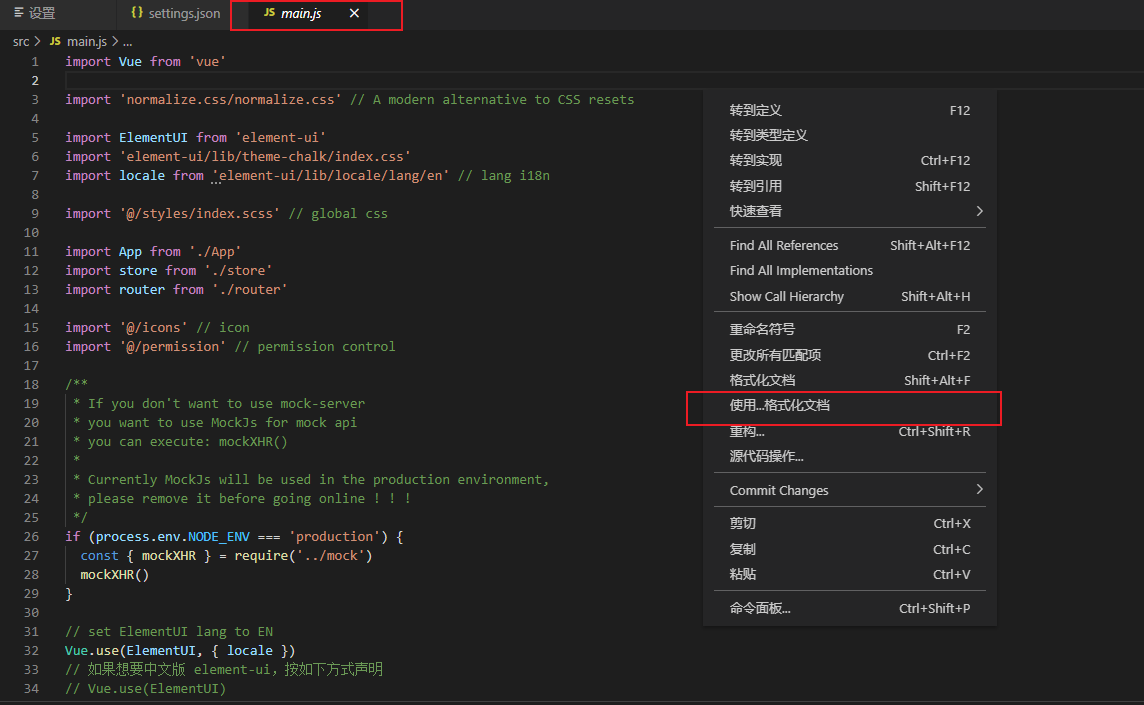 设置
{} settings.json
JS main.js ×
src > JS main.js > ...
1 import Vue from 'vue'
2
3 import 'normalize.css/normalize.css' // A modern alternative to CSS resets
4
5 import ElementUI from 'element-ui'
6 import 'element-ui/lib/theme-chalk/index.css'
7 import locale from 'element-ui/lib/locale/lang/en' // lang i18n
8
9 import '@/styles/index.scss' // global css
10
11 import App from './App'
12 import store from './store'
13 import router from './router'
14
15 import '@/icons' // icon
16 import '@/permission' // permission control
17
18 /**
19 * If you don't want to use mock-server
20 * you want to use MockJs for mock api
21 * you can execute: mockXHR()
22 *
23 * Currently MockJs will be used in the production environment,
24 * please remove it before going online ! ! !
25 */
26 if (process.env.NODE_ENV === 'production') {
27 const { mockXHR } = require('../mock')
28 mockXHR()
29 }
30
31 // set ElementUI lang to EN
32 Vue.use(ElementUI, { locale })
33 // 如果想要中文版 element-ui，按如下方式声明
34 // Vue.use(ElementUI)
转到定义 F12
转到类型定义
转到实现 Ctrl+F12
转到引用 Shift+F12
快速查看 >
Find All References Shift+Alt+F12
Find All Implementations
Show Call Hierarchy Shift+Alt+H
重命名符号 F2
更改所有匹配项 Ctrl+F2
格式化文档 Shift+Alt+F
使用...格式化文档
重构... Ctrl+Shift+R
源代码操作...
Commit Changes >
剪切 Ctrl+X
复制 Ctrl+C
粘贴 Ctrl+V
命令面板... Ctrl+Shift+P